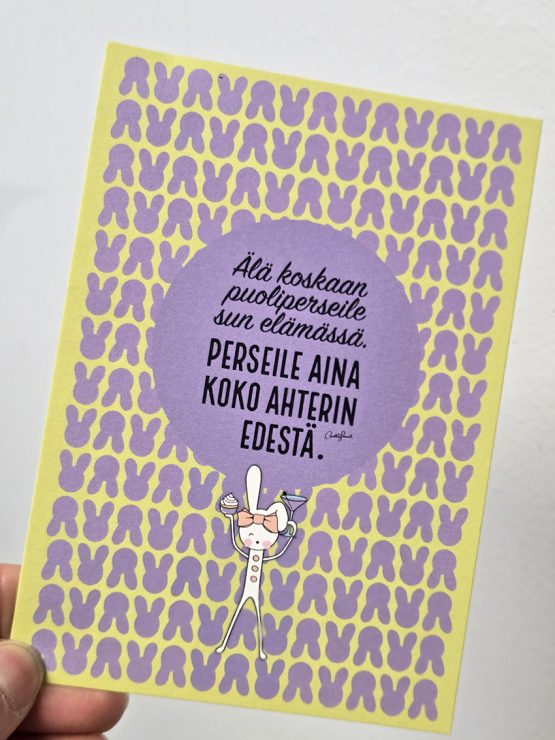 Älä koskaan
puoliperseile
sun elämässä.
PERSEILE AINA
KOKO AHTERIN
EDESTÄ.